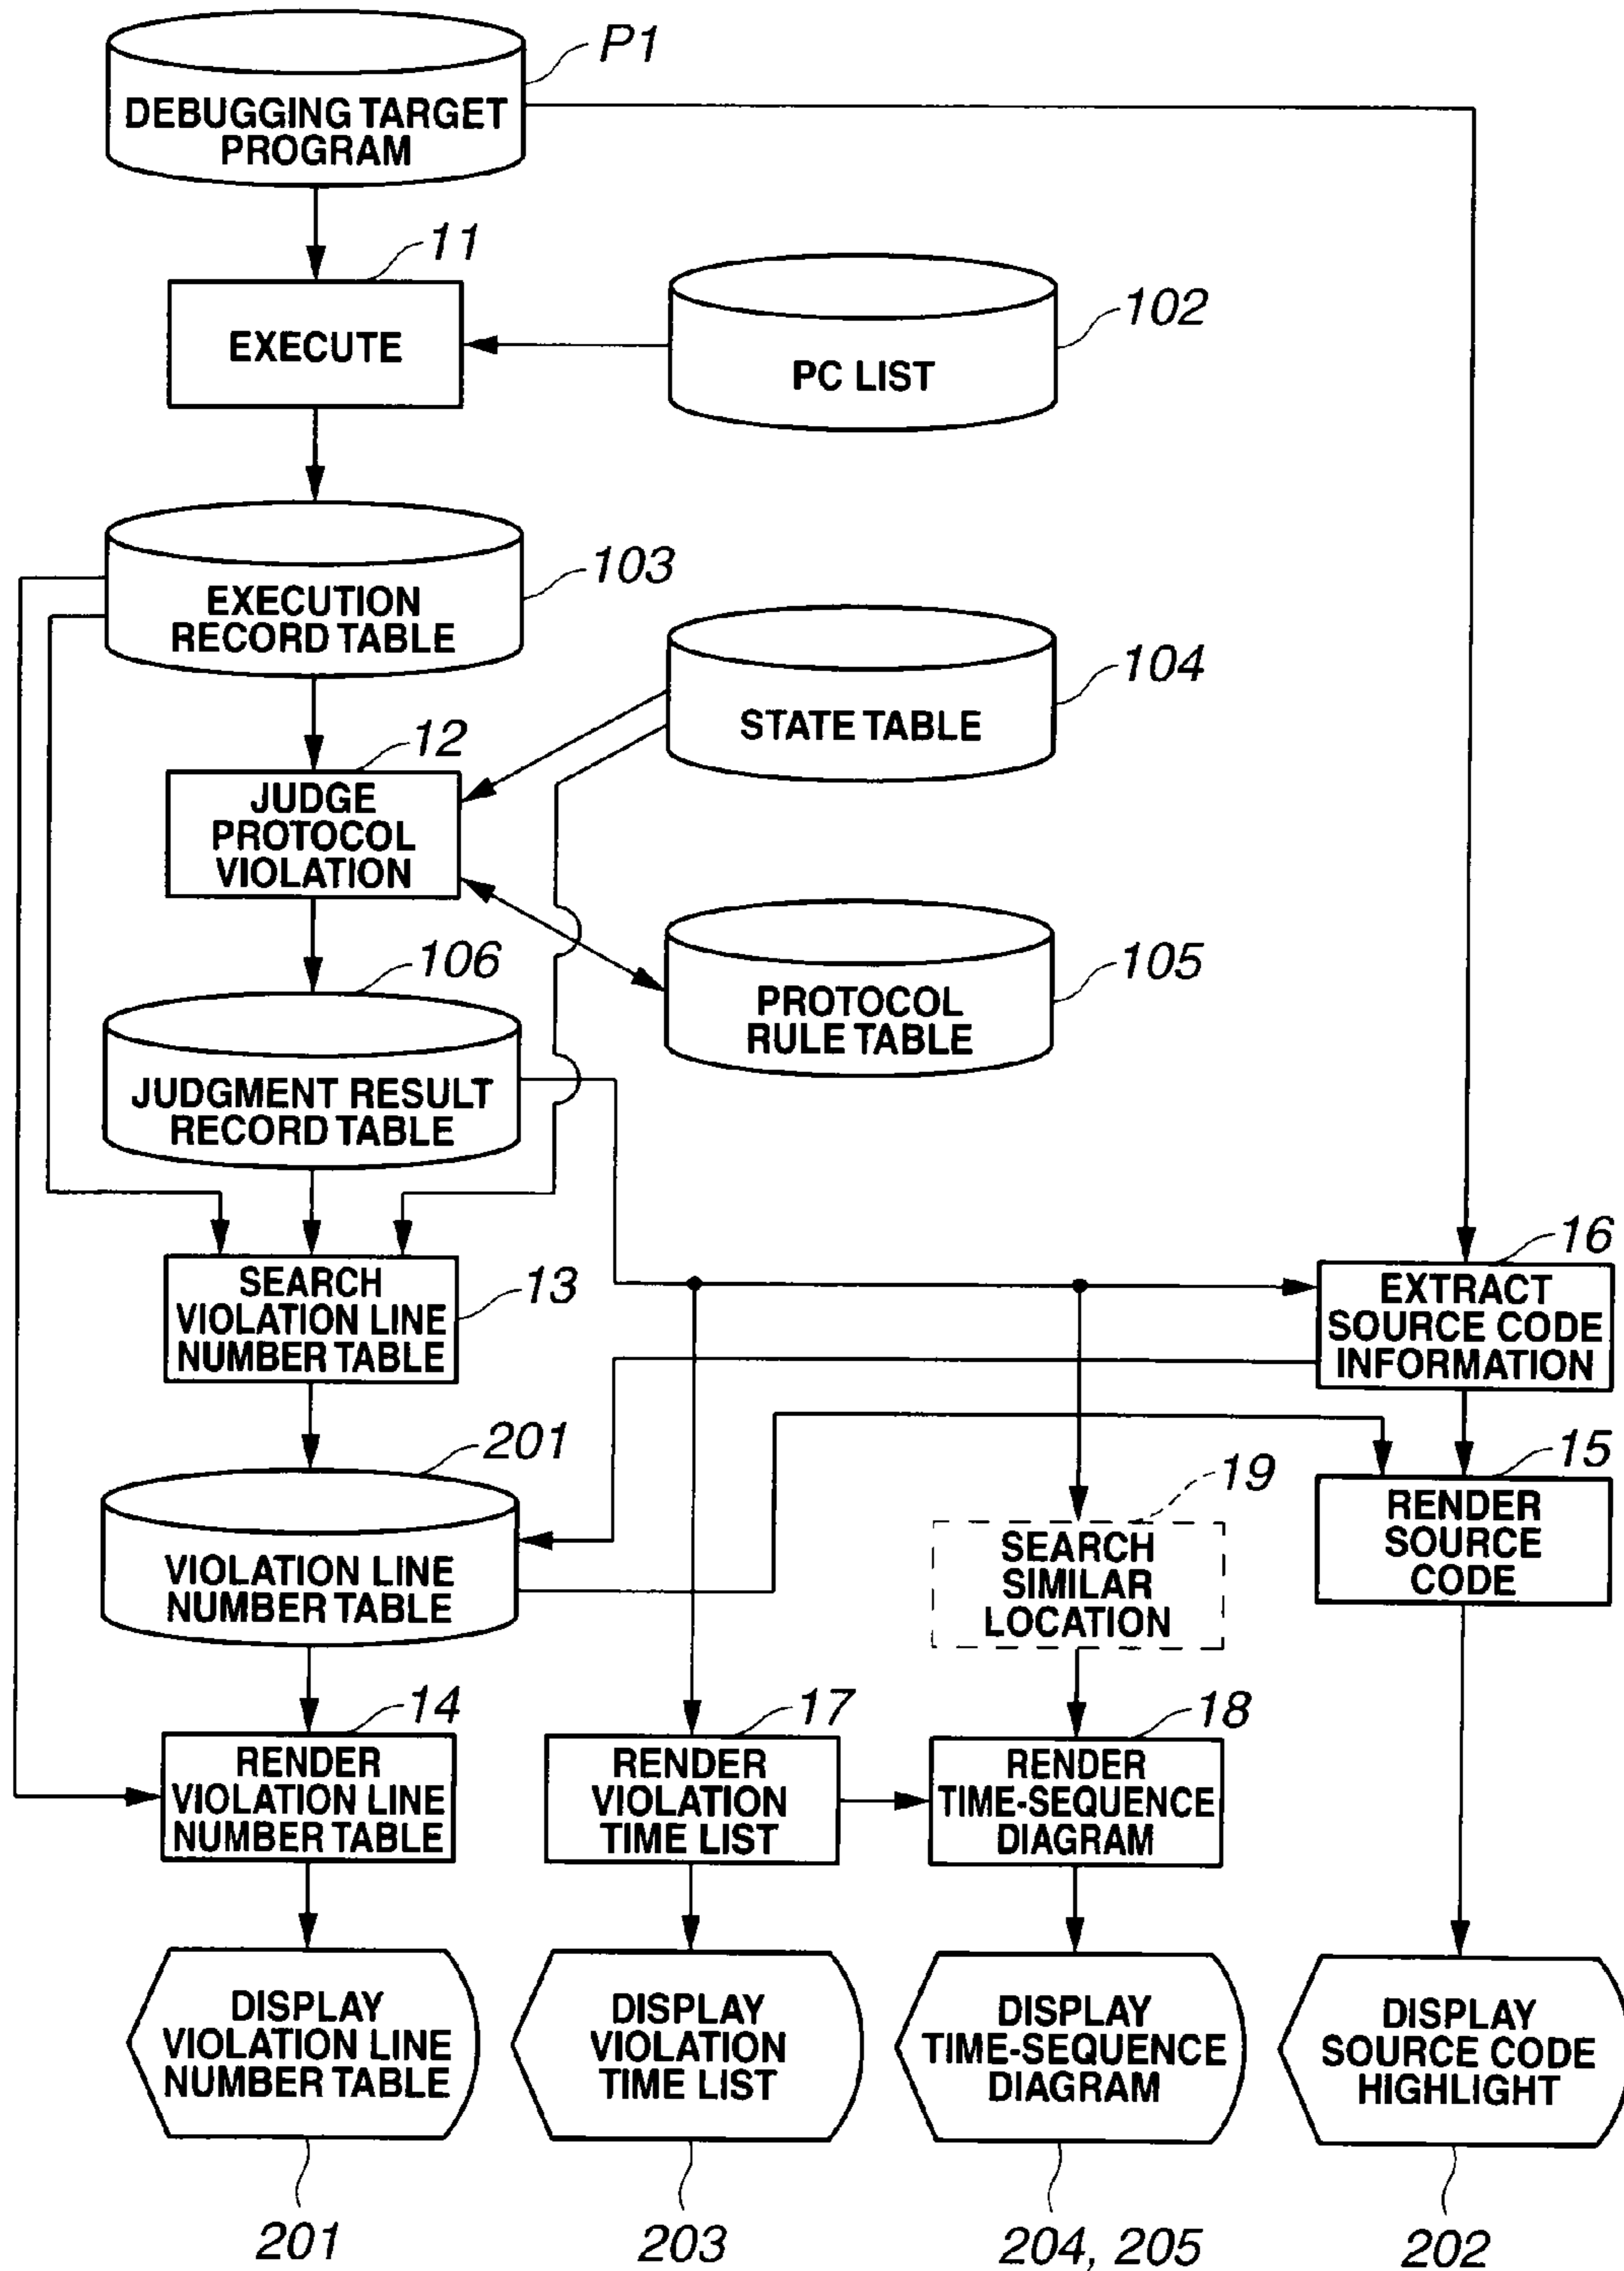 P1
DEBUGGING TARGET
PROGRAM
11
EXECUTE
102
PC LIST
103
EXECUTION
RECORD TABLE
104
STATE TABLE
12
JUDGE
PROTOCOL
VIOLATION
105
PROTOCOL
RULE TABLE
106
JUDGMENT RESULT
RECORD TABLE
13
SEARCH
VIOLATION LINE
NUMBER TABLE
16
EXTRACT
SOURCE CODE
INFORMATION
201
VIOLATION LINE
NUMBER TABLE
19
SEARCH
SIMILAR
LOCATION
15
RENDER
SOURCE
CODE
14
RENDER
VIOLATION LINE
NUMBER TABLE
17
RENDER
VIOLATION
TIME LIST
18
RENDER
TIME-SEQUENCE
DIAGRAM
DISPLAY
VIOLATION LINE
NUMBER TABLE
201
DISPLAY
VIOLATION
TIME LIST
203
DISPLAY
TIME-SEQUENCE
DIAGRAM
204, 205
DISPLAY
SOURCE CODE
HIGHLIGHT
202